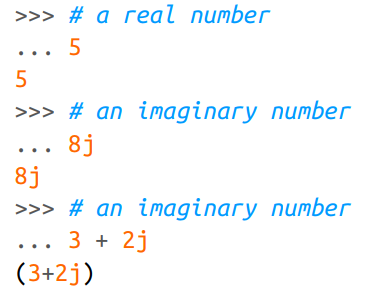 >>> # a real number
... 5
5
>>> # an imaginary number
... 8j
8j
>>> # an imaginary number
... 3 + 2j
(3+2j)